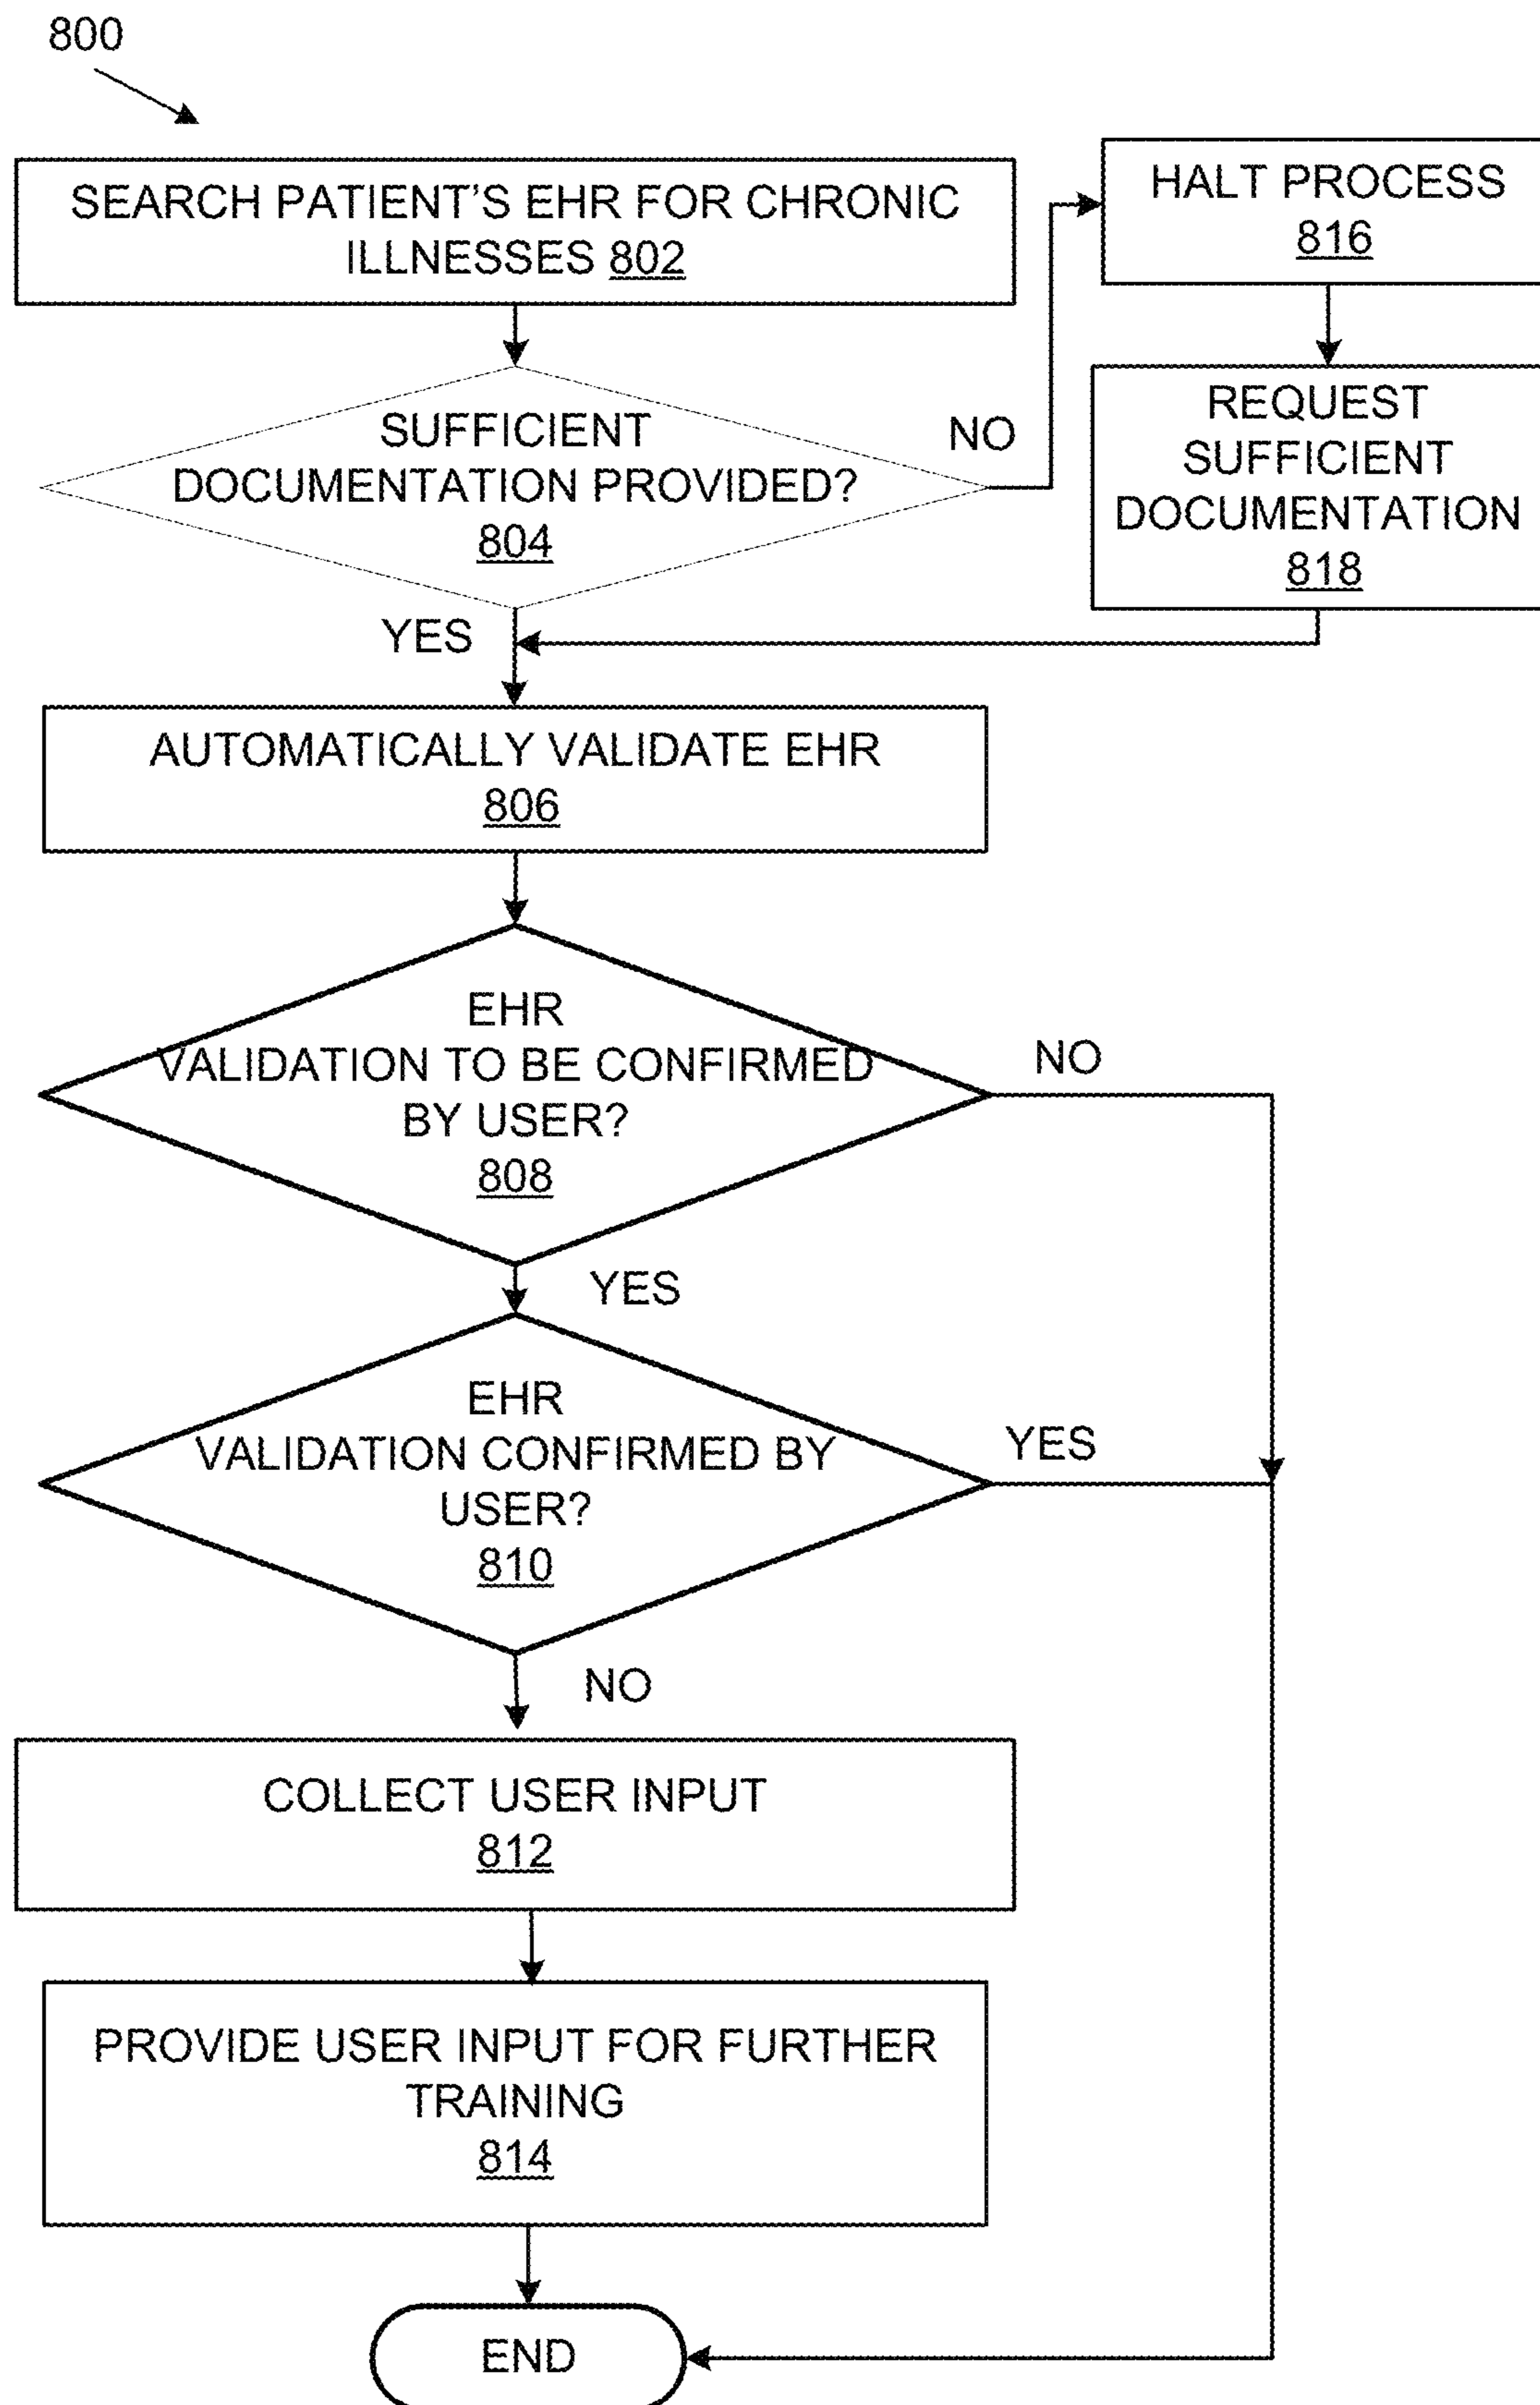 800
SEARCH PATIENT'S EHR FOR CHRONIC
ILLNESSES 802
HALT PROCESS
816
SUFFICIENT
DOCUMENTATION PROVIDED?
804
NO
REQUEST
SUFFICIENT
DOCUMENTATION
818
YES
AUTOMATICALLY VALIDATE EHR
806
EHR
VALIDATION TO BE CONFIRMED
BY USER?
808
NO
YES
EHR
VALIDATION CONFIRMED BY
USER?
810
YES
NO
COLLECT USER INPUT
812
PROVIDE USER INPUT FOR FURTHER
TRAINING
814
END